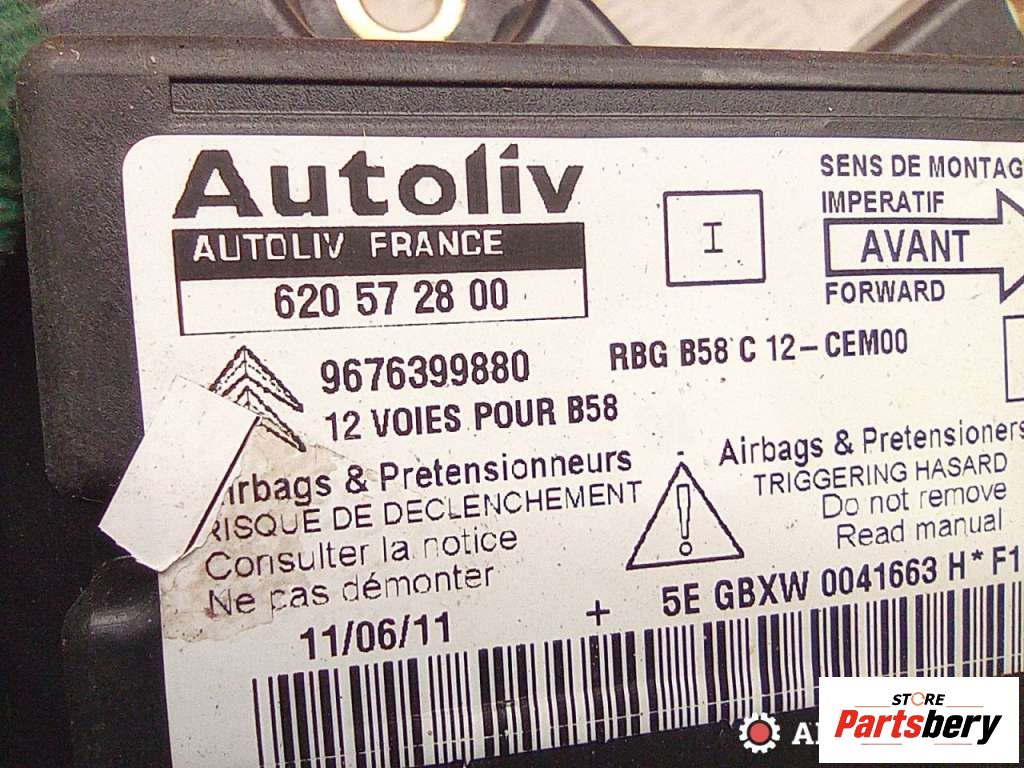 Autoliv
AUTOLIV FRANCE
620 57 28 00
I
SENS DE MONTAG
IMPERATIF
AVANT
FORWARD
9676399880
RBG B58 C 12-CEM00
12 VOIES POUR B58
irbags & Pretensionneurs
RISQUE DE DECLENCHEMENT
Consulter la notice
Ne pas démonter
Airbags & Pretensioners
TRIGGERING HASARD
Do not remove
Read manual
11/06/11
+
5E GBXW 0041663 H* F1
STORE
Partsbery